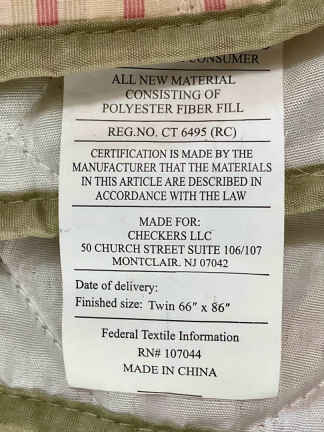 CONSUMER
ALL NEW MATERIAL
CONSISTING OF
POLYESTER FIBER FILL
REG.NO. CT 6495 (RC)
CERTIFICATION IS MADE BY THE
MANUFACTURER THAT THE MATERIALS
IN THIS ARTICLE ARE DESCRIBED IN
ACCORDANCE WITH THE LAW
MADE FOR:
CHECKERS LLC
50 CHURCH STREET SUITE 106/107
MONTCLAIR. NJ 07042
Date of delivery:
Finished size: Twin 66" x 86"
Federal Textile Information
RN# 107044
MADE IN CHINA